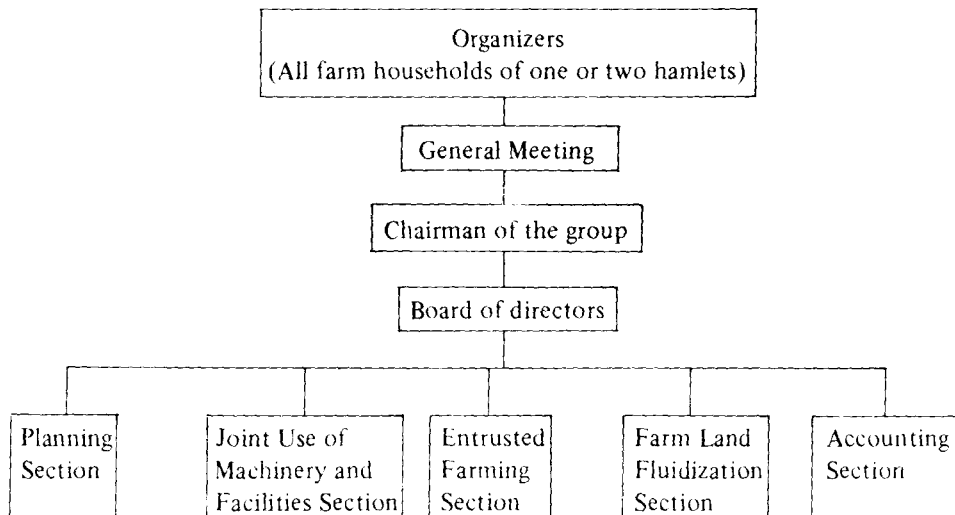 Organizers
(All farm households of one or two hamlets)
General Meeting
Chairman of the group
Board of directors
Planning
Section
Joint Use of
Machinery and
Facilities Section
Entrusted
Farming
Section
Farm Land
Fluidization
Section
Accounting
Section